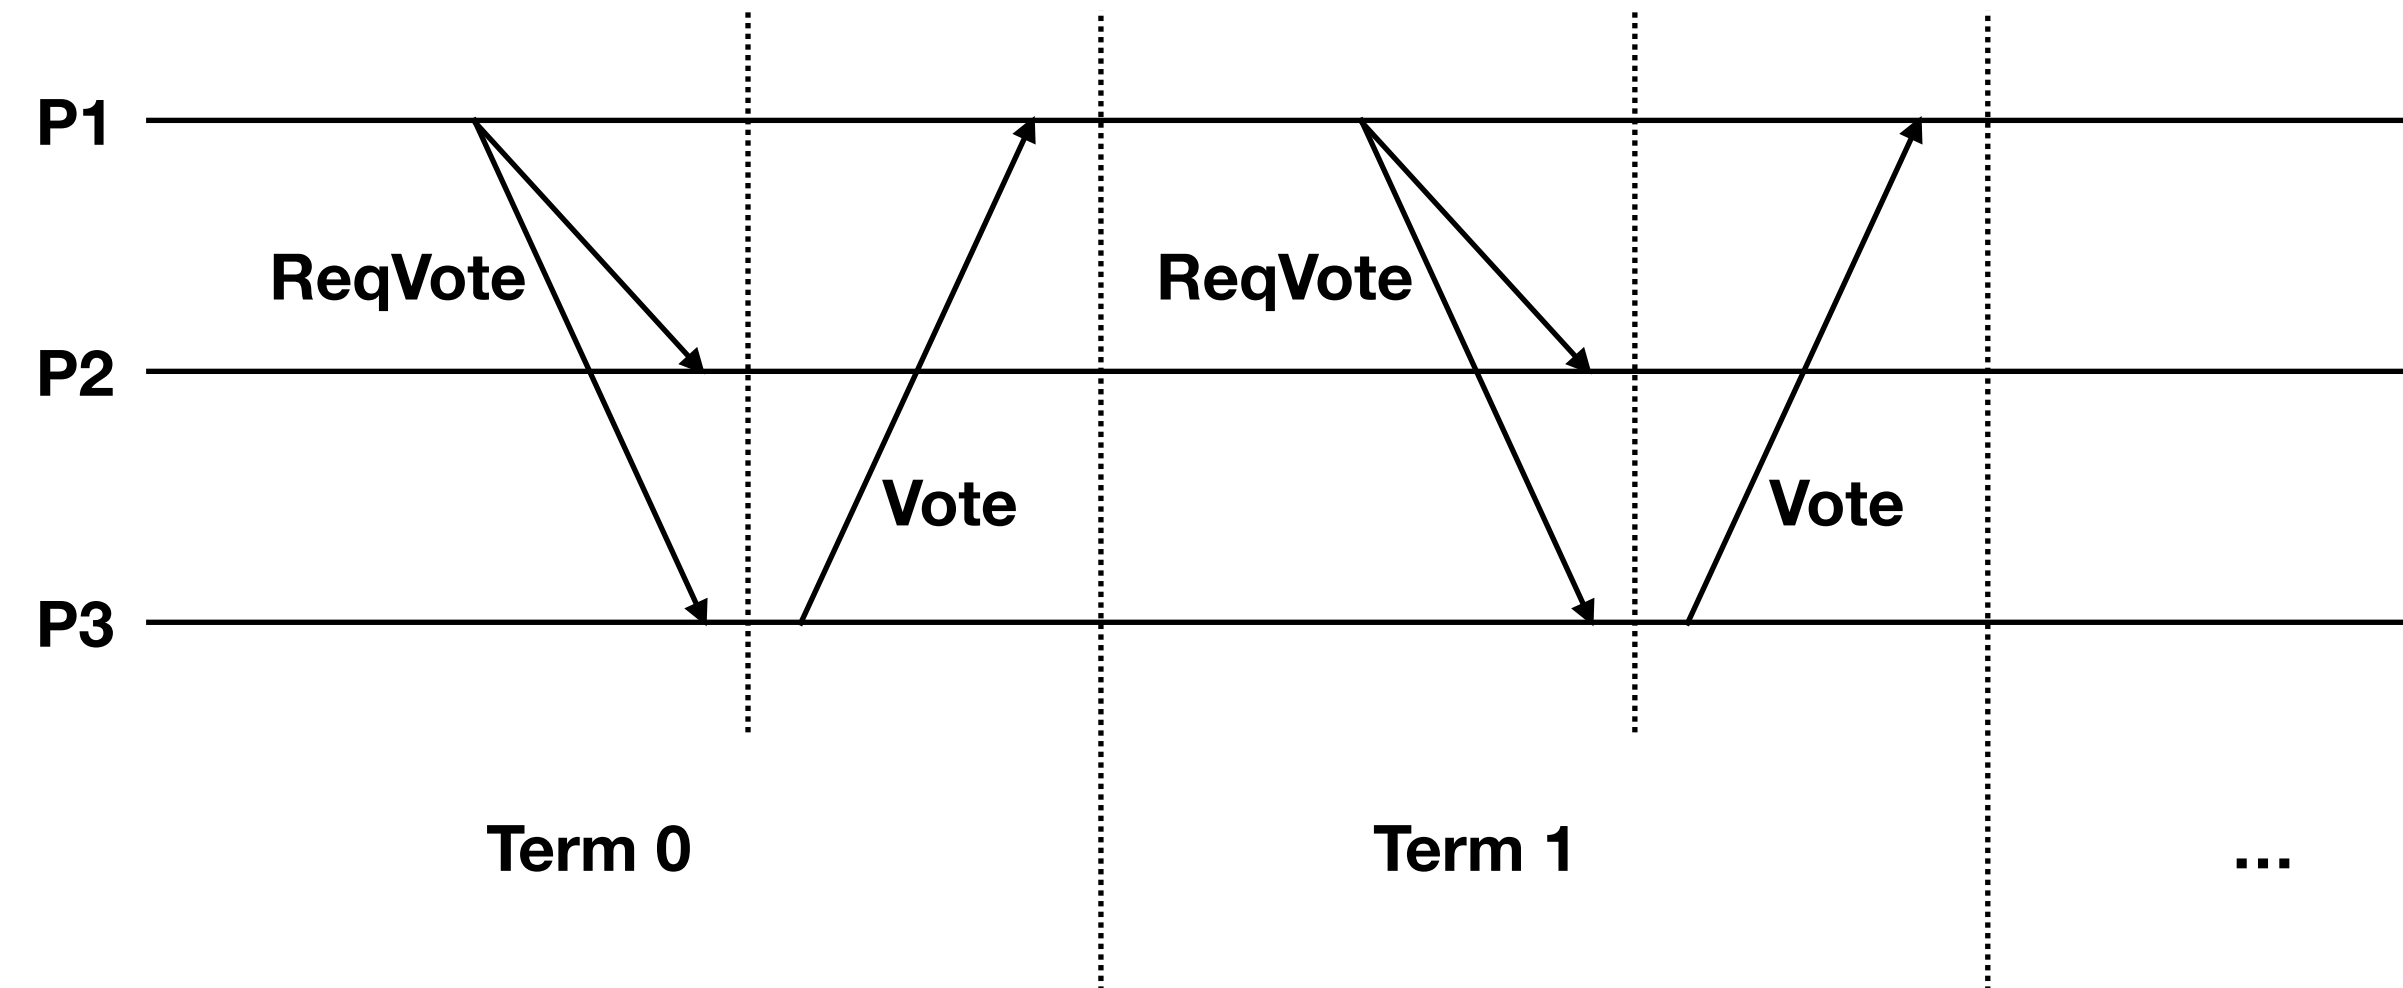 P1
ReqVote
ReqVote
P2
Vote
Vote
P3
Term 0
Term 1
...